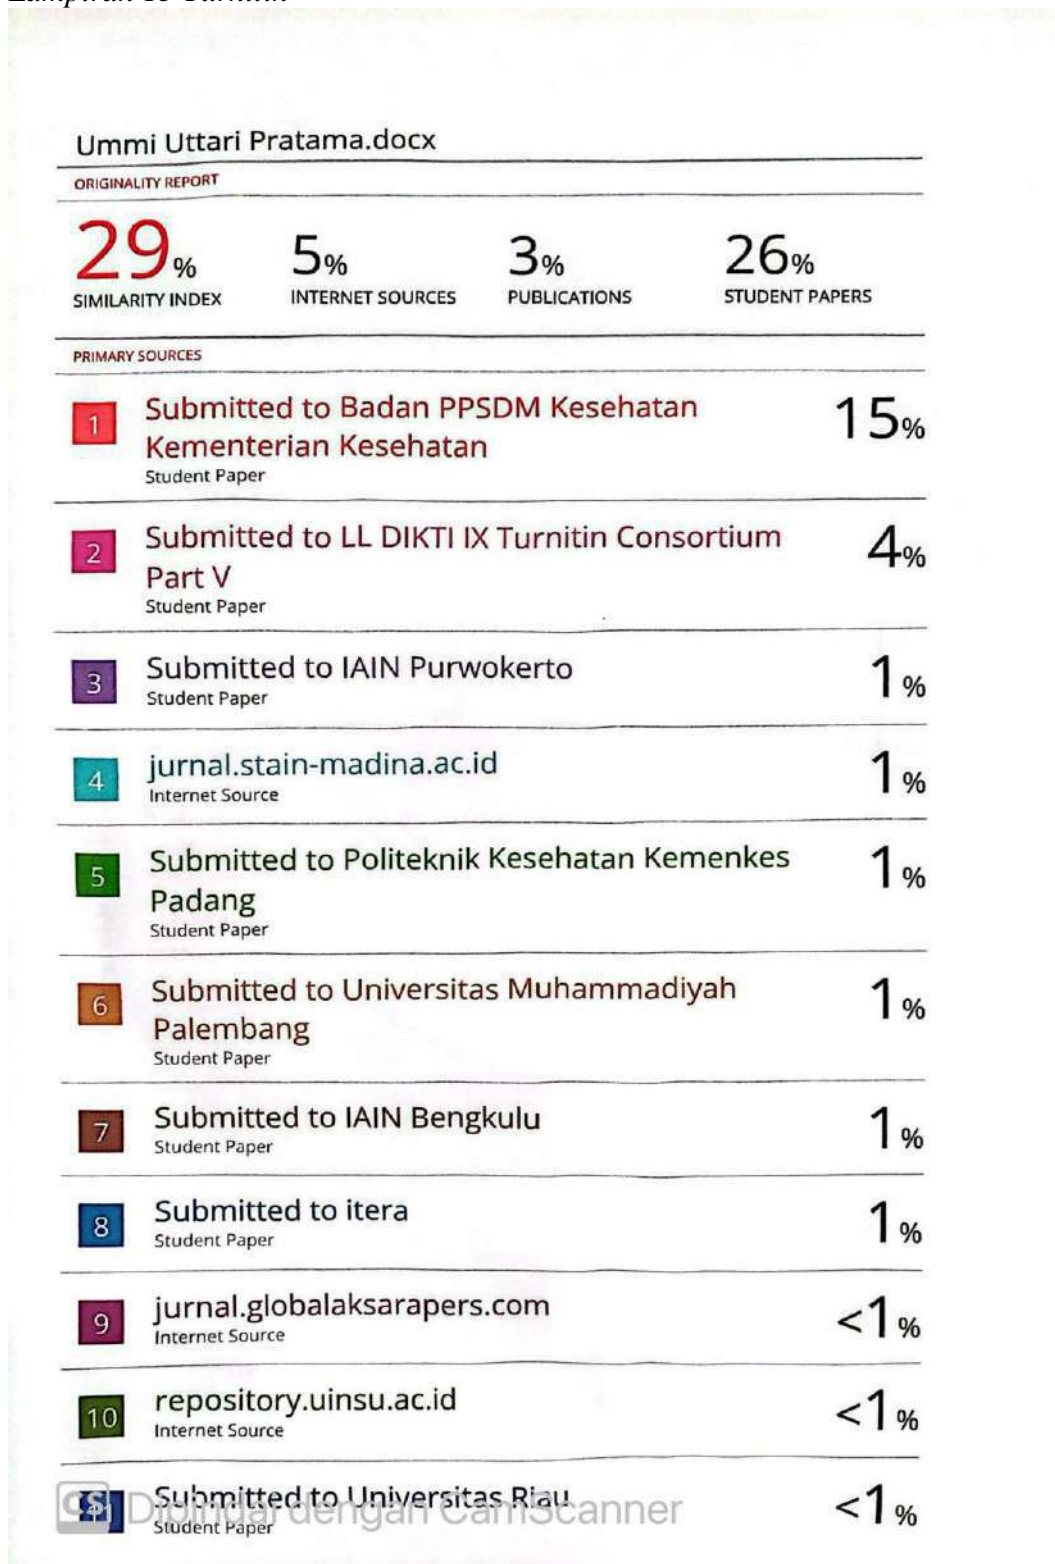 Ummi Uttari Pratama.docx
ORIGINALITY REPORT
29% 5% 3% 26%
SIMILARITY INDEX INTERNET SOURCES PUBLICATIONS STUDENT PAPERS
PRIMARY SOURCES
1 Submitted to Badan PPSDM Kesehatan 15%
Kementerian Kesehatan
Student Paper
2 Submitted to LL DIKTI IX Turnitin Consortium 4%
Part V
Student Paper
3 Submitted to IAIN Purwokerto 1%
Student Paper
4 jurnal.stain-madina.ac.id 1%
Internet Source
5 Submitted to Politeknik Kesehatan Kemenkes 1%
Padang
Student Paper
6 Submitted to Universitas Muhammadiyah 1%
Palembang
Student Paper
7 Submitted to IAIN Bengkulu 1%
Student Paper
8 Submitted to itera 1%
Student Paper
9 jurnal.globalaksarapers.com <1%
Internet Source
10 repository.uinsu.ac.id <1%
Internet Source
11 Submitted to Universitas Riau <1%
Student Paper
CS Dipindai dengan CamScanner